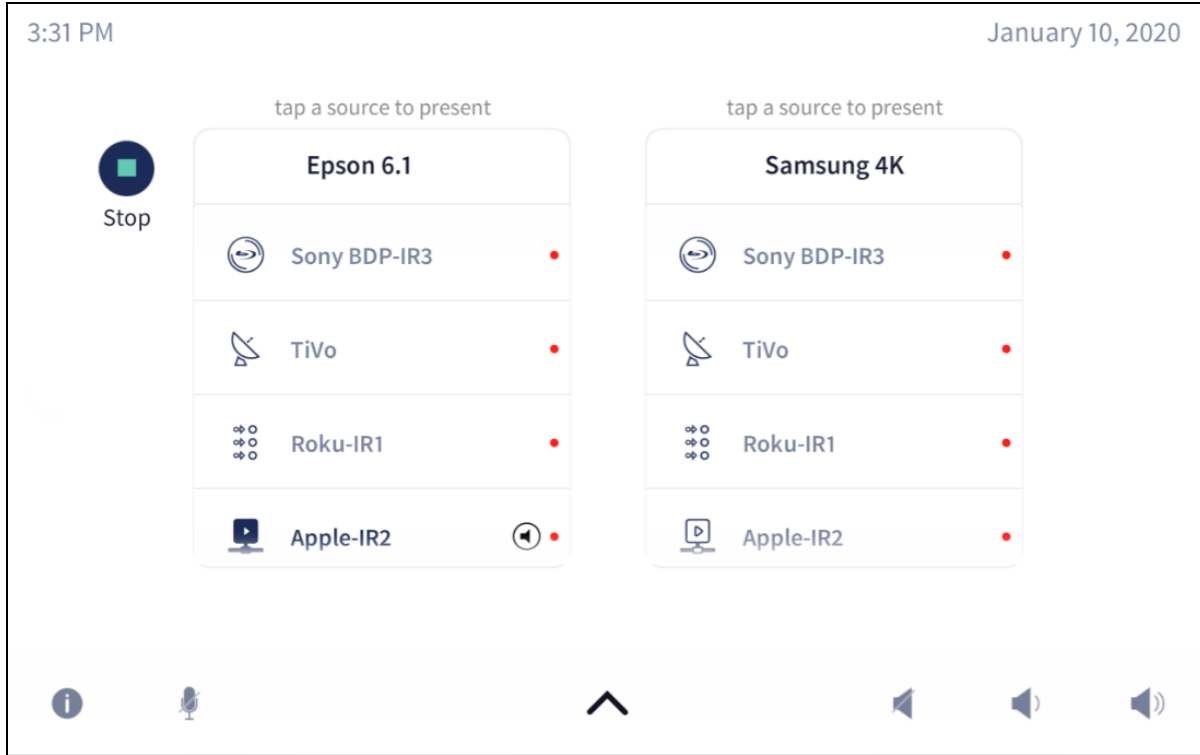 3:31 PM
January 10, 2020
tap a source to present
Epson 6.1
Stop
Sony BDP-IR3
TiVo
Roku-IR1
Apple-IR2
tap a source to present
Samsung 4K
Sony BDP-IR3
TiVo
Roku-IR1
Apple-IR2